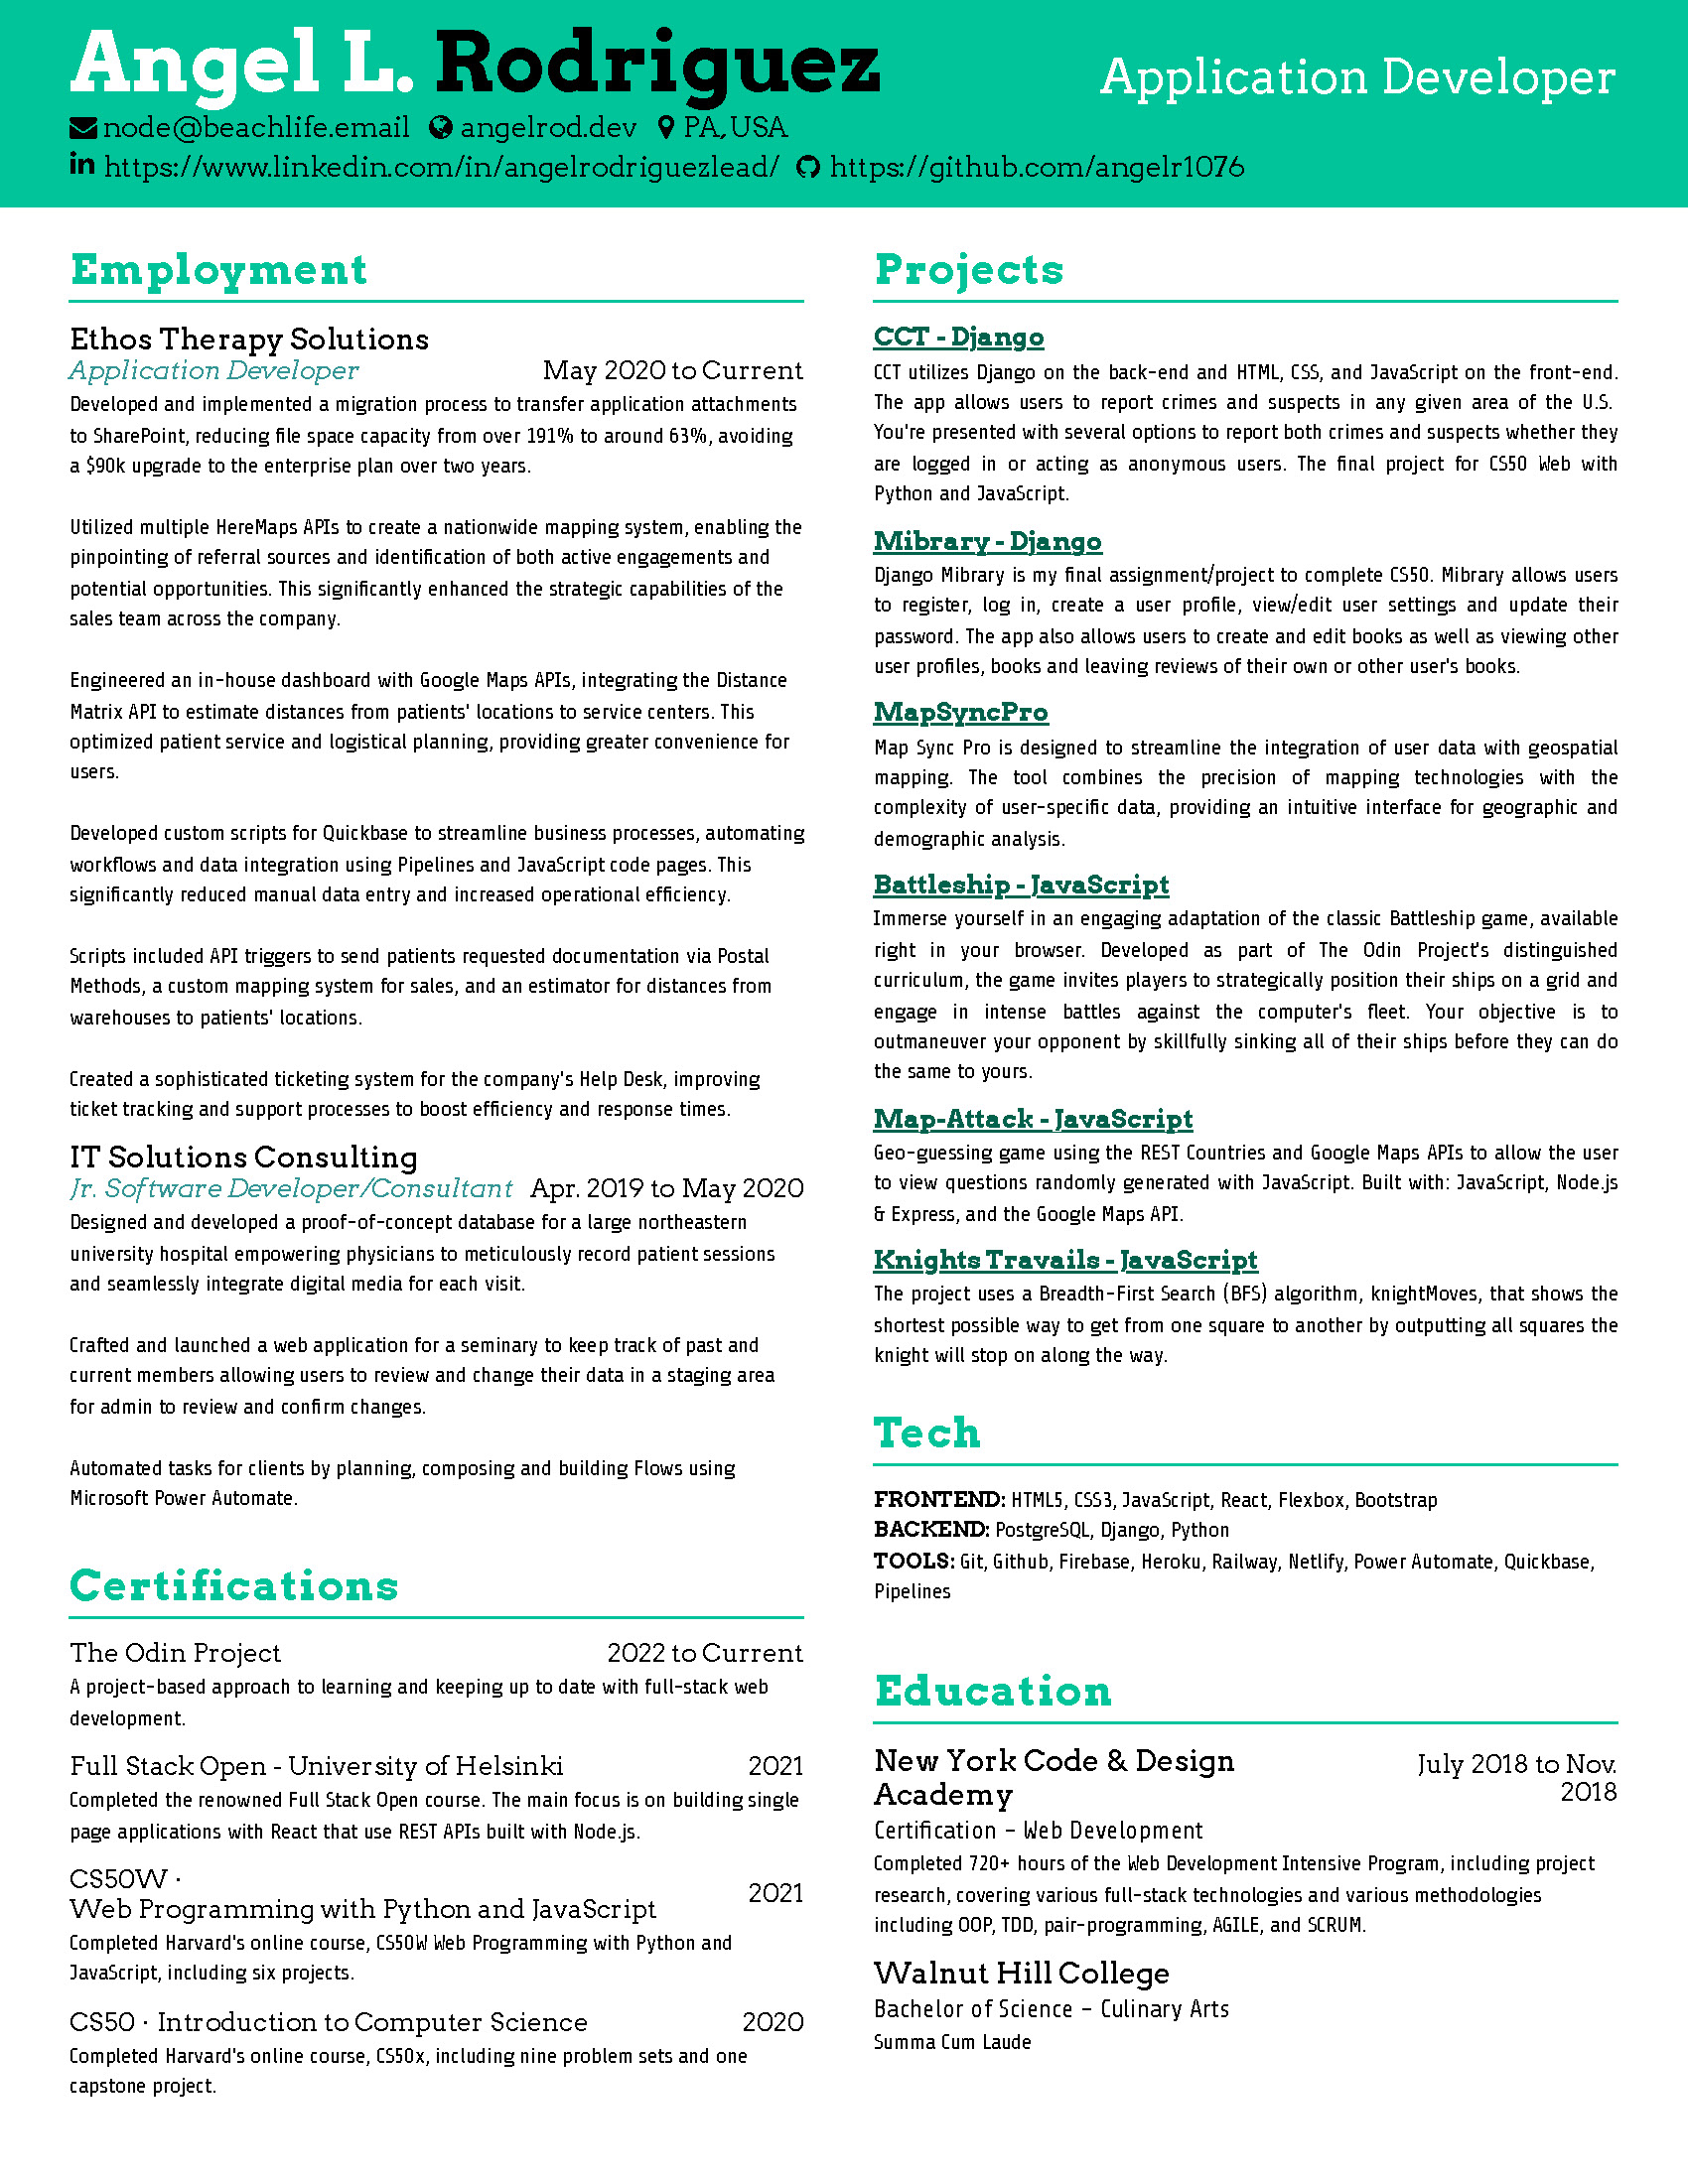 Angel L. Rodriguez
Application Developer
node@beachlife.email angelrod.dev PA, USA
https://www.linkedin.com/in/angelrodriguezlead/ https://github.com/angelr1076
Employment
Ethos Therapy Solutions
Application Developer May 2020 to Current
Developed and implemented a migration process to transfer application attachments
to SharePoint, reducing file space capacity from over 191% to around 63%, avoiding
a $90k upgrade to the enterprise plan over two years.
Utilized multiple HereMaps APIs to create a nationwide mapping system, enabling the
pinpointing of referral sources and identification of both active engagements and
potential opportunities. This significantly enhanced the strategic capabilities of the
sales team across the company.
Engineered an in-house dashboard with Google Maps APIs, integrating the Distance
Matrix API to estimate distances from patients' locations to service centers. This
optimized patient service and logistical planning, providing greater convenience for
users.
Developed custom scripts for Quickbase to streamline business processes, automating
workflows and data integration using Pipelines and JavaScript code pages. This
significantly reduced manual data entry and increased operational efficiency.
Scripts included API triggers to send patients requested documentation via Postal
Methods, a custom mapping system for sales, and an estimator for distances from
warehouses to patients' locations.
Created a sophisticated ticketing system for the company's Help Desk, improving
ticket tracking and support processes to boost efficiency and response times.
IT Solutions Consulting
Jr. Software Developer/Consultant Apr. 2019 to May 2020
Designed and developed a proof-of-concept database for a large northeastern
university hospital empowering physicians to meticulously record patient sessions
and seamlessly integrate digital media for each visit.
Crafted and launched a web application for a seminary to keep track of past and
current members allowing users to review and change their data in a staging area
for admin to review and confirm changes.
Automated tasks for clients by planning, composing and building Flows using
Microsoft Power Automate.
Certifications
The Odin Project 2022 to Current
A project-based approach to learning and keeping up to date with full-stack web
development.
Full Stack Open - University of Helsinki 2021
Completed the renowned Full Stack Open course. The main focus is on building single
page applications with React that use REST APIs built with Node.js.
CS50W ·
Web Programming with Python and JavaScript 2021
Completed Harvard's online course, CS50W Web Programming with Python and
JavaScript, including six projects.
CS50 · Introduction to Computer Science 2020
Completed Harvard's online course, CS50x, including nine problem sets and one
capstone project.
Projects
CCT - Django
CCT utilizes Django on the back-end and HTML, CSS, and JavaScript on the front-end.
The app allows users to report crimes and suspects in any given area of the U.S.
You're presented with several options to report both crimes and suspects whether they
are logged in or acting as anonymous users. The final project for CS50 Web with
Python and JavaScript.
Mibrary - Django
Django Mibrary is my final assignment/project to complete CS50. Mibrary allows users
to register, log in, create a user profile, view/edit user settings and update their
password. The app also allows users to create and edit books as well as viewing other
user profiles, books and leaving reviews of their own or other user's books.
MapSyncPro
Map Sync Pro is designed to streamline the integration of user data with geospatial
mapping. The tool combines the precision of mapping technologies with the
complexity of user-specific data, providing an intuitive interface for geographic and
demographic analysis.
Battleship - JavaScript
Immerse yourself in an engaging adaptation of the classic Battleship game, available
right in your browser. Developed as part of The Odin Project's distinguished
curriculum, the game invites players to strategically position their ships on a grid and
engage in intense battles against the computer's fleet. Your objective is to
outmaneuver your opponent by skillfully sinking all of their ships before they can do
the same to yours.
Map-Attack - JavaScript
Geo-guessing game using the REST Countries and Google Maps APIs to allow the user
to view questions randomly generated with JavaScript. Built with: JavaScript, Node.js
& Express, and the Google Maps API.
Knights Travails - JavaScript
The project uses a Breadth-First Search (BFS) algorithm, knightMoves, that shows the
shortest possible way to get from one square to another by outputting all squares the
knight will stop on along the way.
Tech
FRONTEND: HTML5, CSS3, JavaScript, React, Flexbox, Bootstrap
BACKEND: PostgreSQL, Django, Python
TOOLS: Git, Github, Firebase, Heroku, Railway, Netlify, Power Automate, Quickbase,
Pipelines
Education
New York Code & Design July 2018 to Nov.
Academy 2018
Certification - Web Development
Completed 720+ hours of the Web Development Intensive Program, including project
research, covering various full-stack technologies and various methodologies
including OOP, TDD, pair-programming, AGILE, and SCRUM.
Walnut Hill College
Bachelor of Science - Culinary Arts
Summa Cum Laude